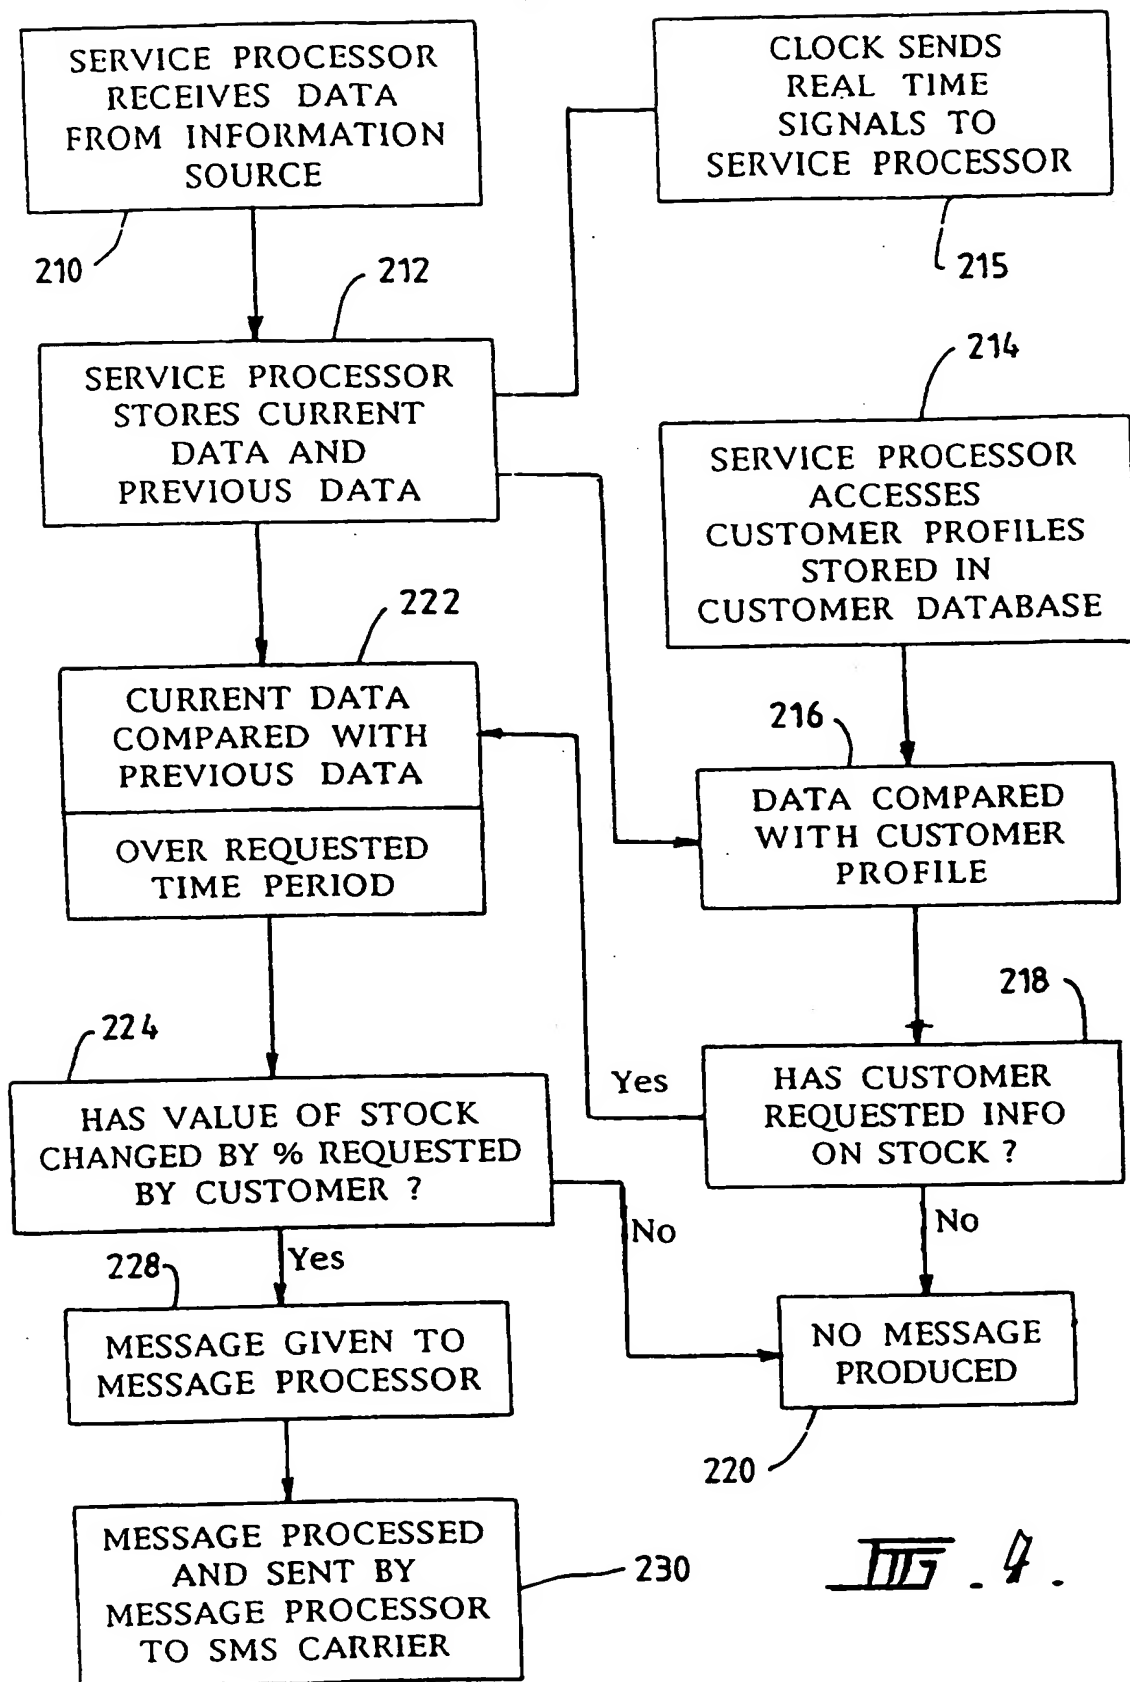 SERVICE PROCESSOR
RECEIVES DATA
FROM INFORMATION
SOURCE
210
CLOCK SENDS
REAL TIME
SIGNALS TO
SERVICE PROCESSOR
215
212
SERVICE PROCESSOR
STORES CURRENT
DATA AND
PREVIOUS DATA
214
SERVICE PROCESSOR
ACCESSES
CUSTOMER PROFILES
STORED IN
CUSTOMER DATABASE
222
CURRENT DATA
COMPARED WITH
PREVIOUS DATA
OVER REQUESTED
TIME PERIOD
216
DATA COMPARED
WITH CUSTOMER
PROFILE
218
HAS CUSTOMER
REQUESTED INFO
ON STOCK ?
Yes
No
224
HAS VALUE OF STOCK
CHANGED BY % REQUESTED
BY CUSTOMER ?
Yes
No
228
MESSAGE GIVEN TO
MESSAGE PROCESSOR
NO MESSAGE
PRODUCED
220
MESSAGE PROCESSED
AND SENT BY
MESSAGE PROCESSOR
TO SMS CARRIER
230
FIG. 4.